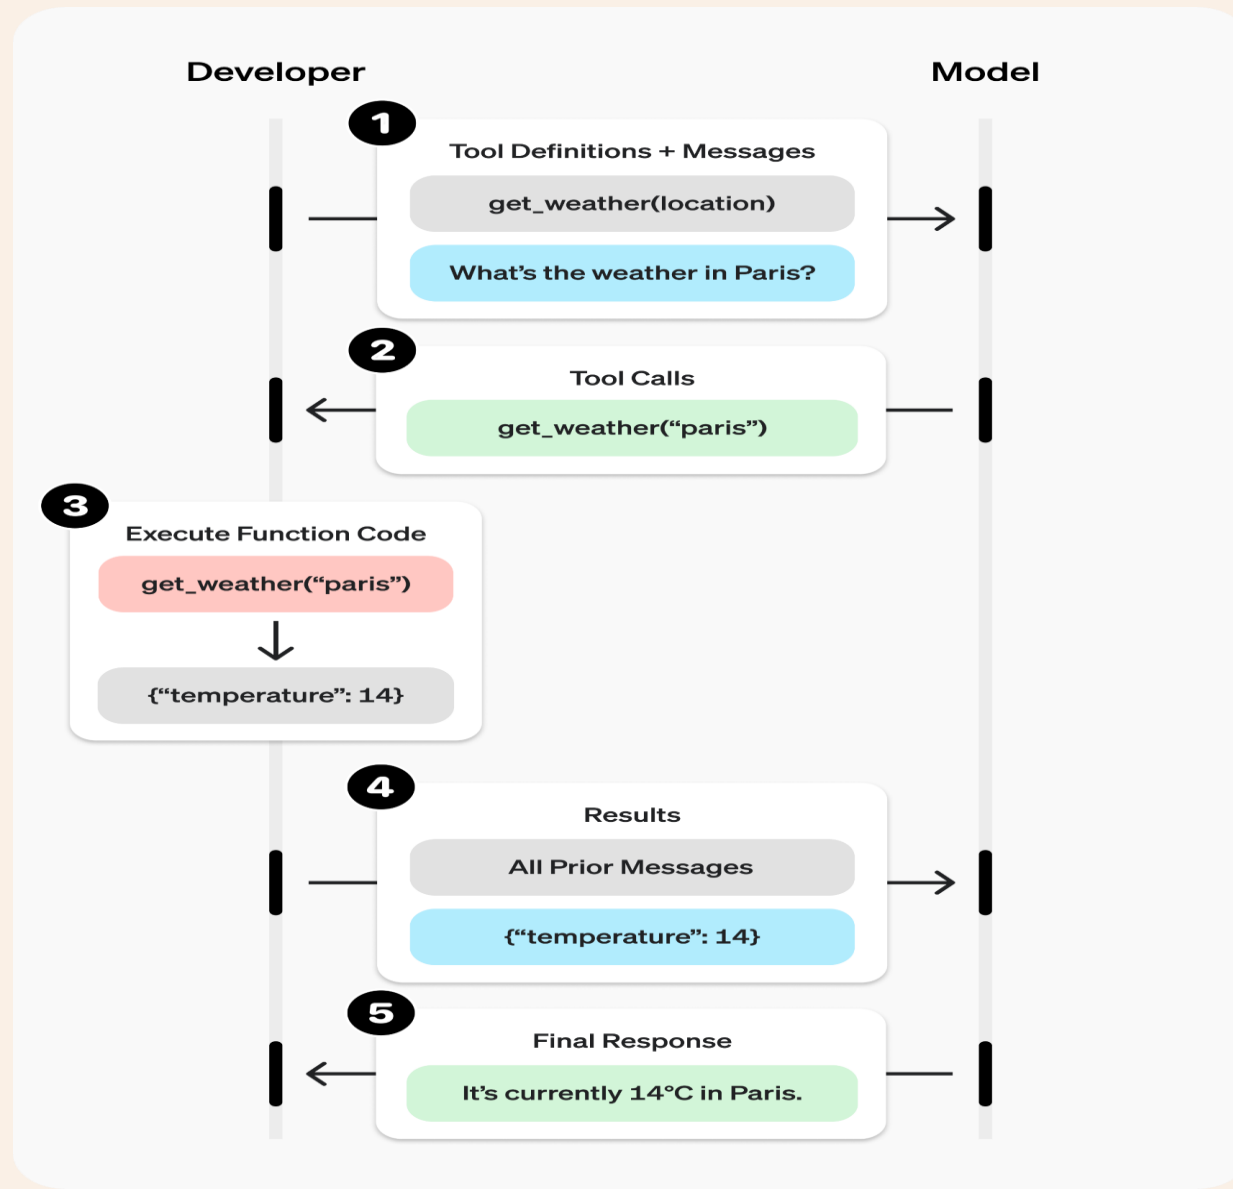 Developer
Model
1
Tool Definitions + Messages
get_weather(location)
What’s the weather in Paris?
2
Tool Calls
get_weather(“paris”)
3
Execute Function Code
get_weather(“paris”)
{“temperature”: 14}
4
Results
All Prior Messages
{“temperature”: 14}
5
Final Response
It’s currently 14°C in Paris.